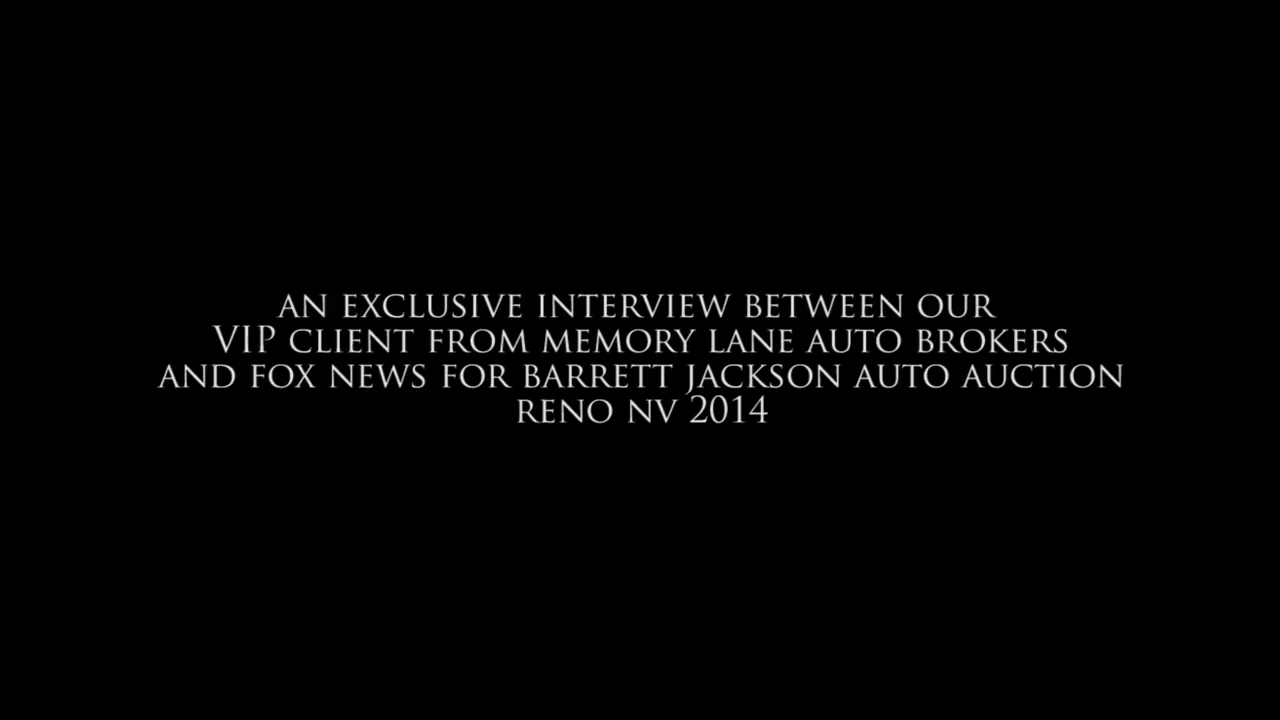 AN EXCLUSIVE INTERVIEW BETWEEN OUR
VIP CLIENT FROM MEMORY LANE AUTO BROKERS
AND FOX NEWS FOR BARRETT JACKSON AUTO AUCTION
RENO NV 2014